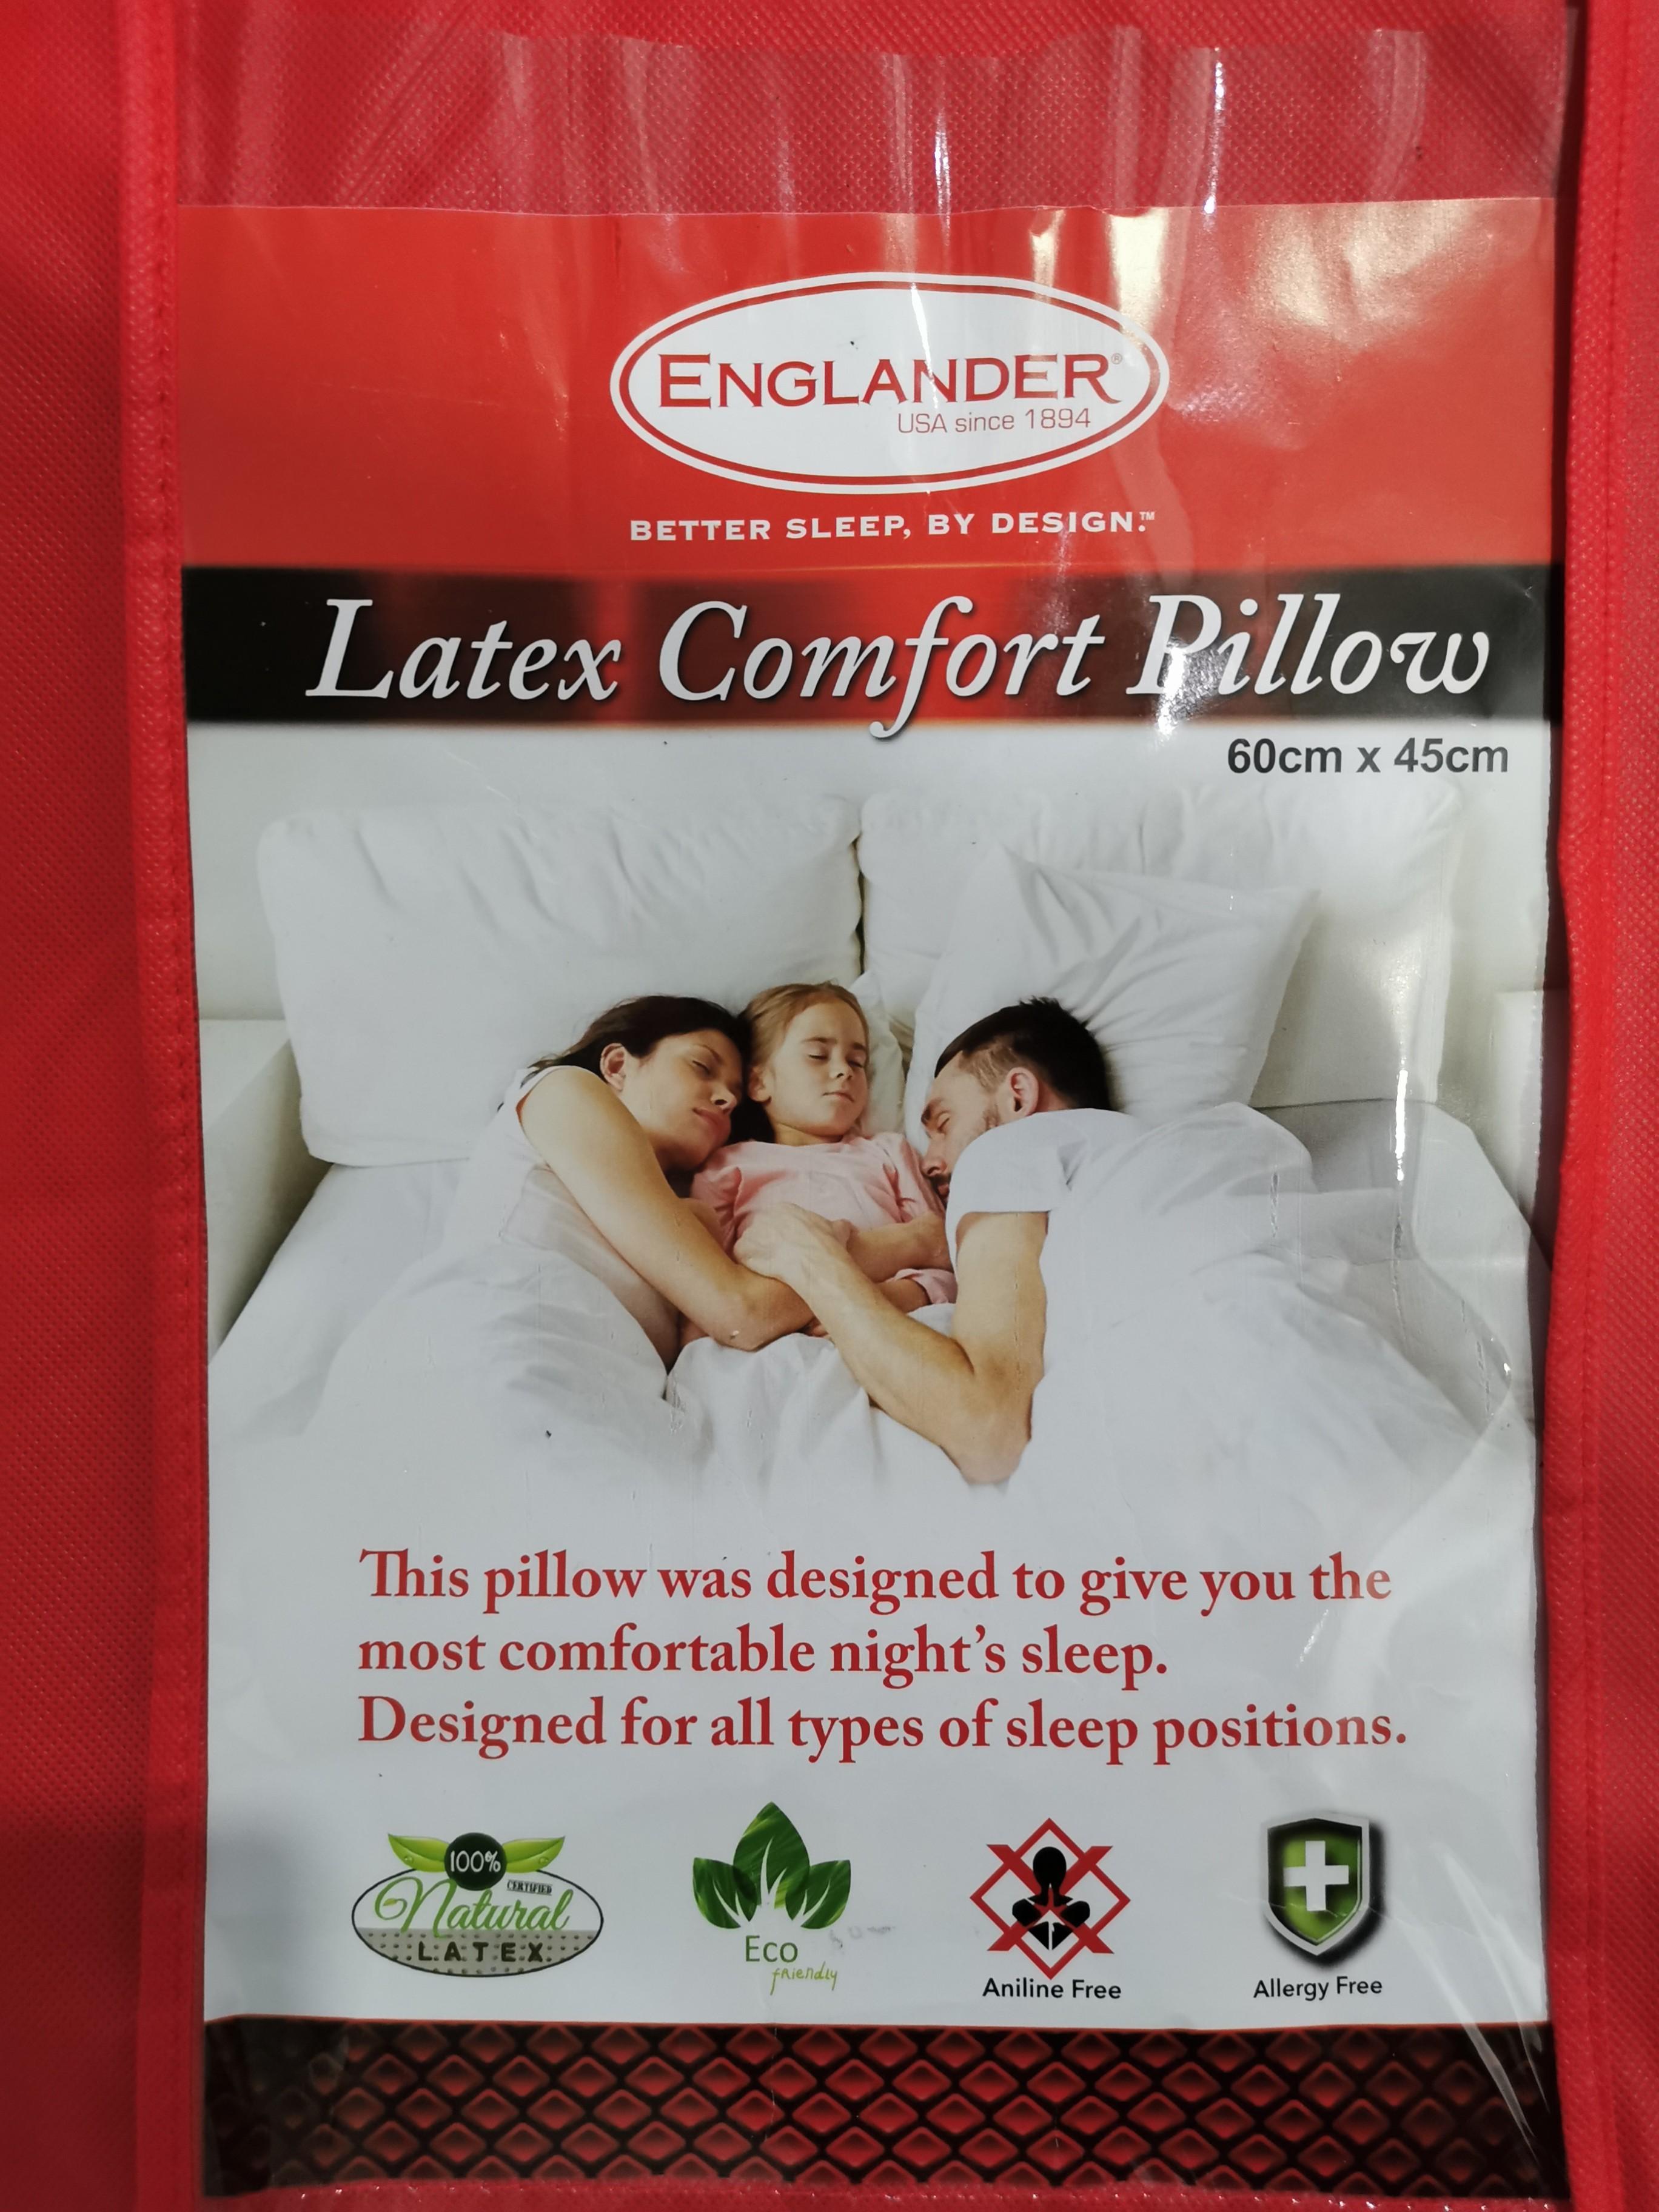 ENGLANDER®
USA since 1894
BETTER SLEEP, BY DESIGN.™
Latex Comfort Pillow
60cm x 45cm
This pillow was designed to give you the
most comfortable night's sleep.
Designed for all types of sleep positions.
100%
CERTIFIED
Natural
LATEX
Eco
friendly
Aniline Free
Allergy Free